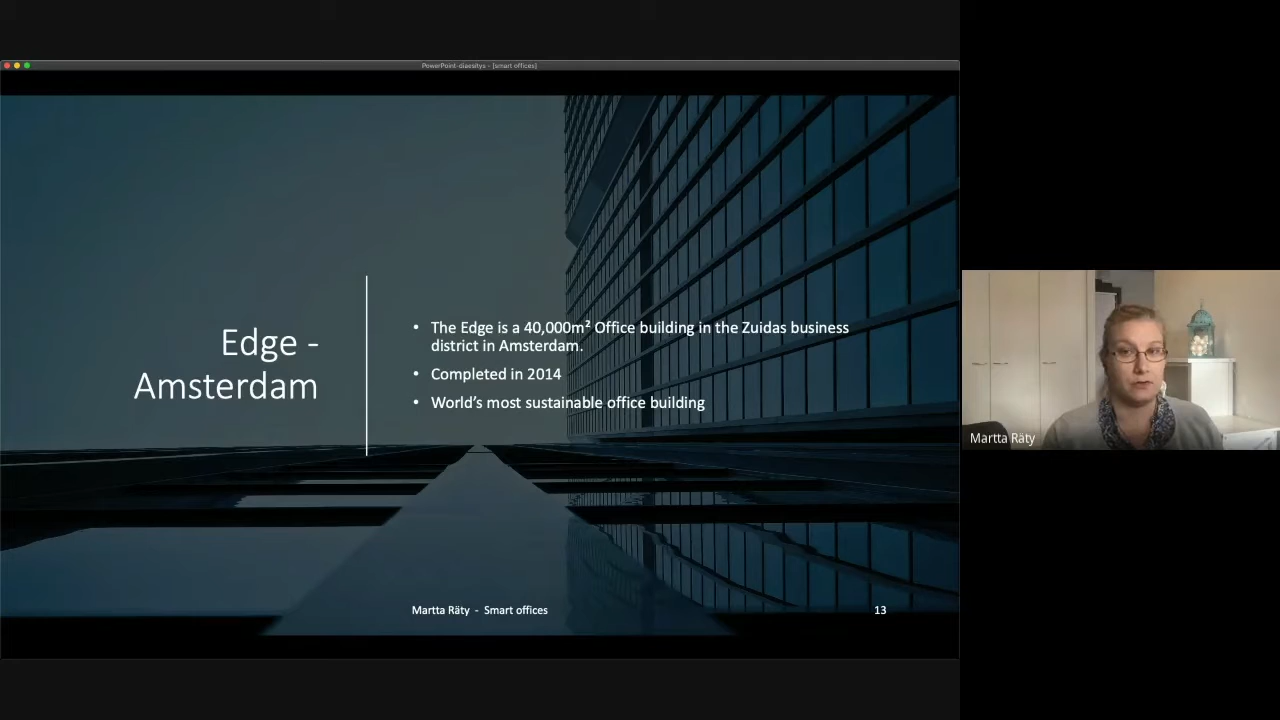 PowerPoint-diaesitys - [smart offices]
Edge -
Amsterdam
• The Edge is a 40,000m² Office building in the Zuidas business
district in Amsterdam.
• Completed in 2014
• World’s most sustainable office building
Martta Räty - Smart offices
13
Martta Räty